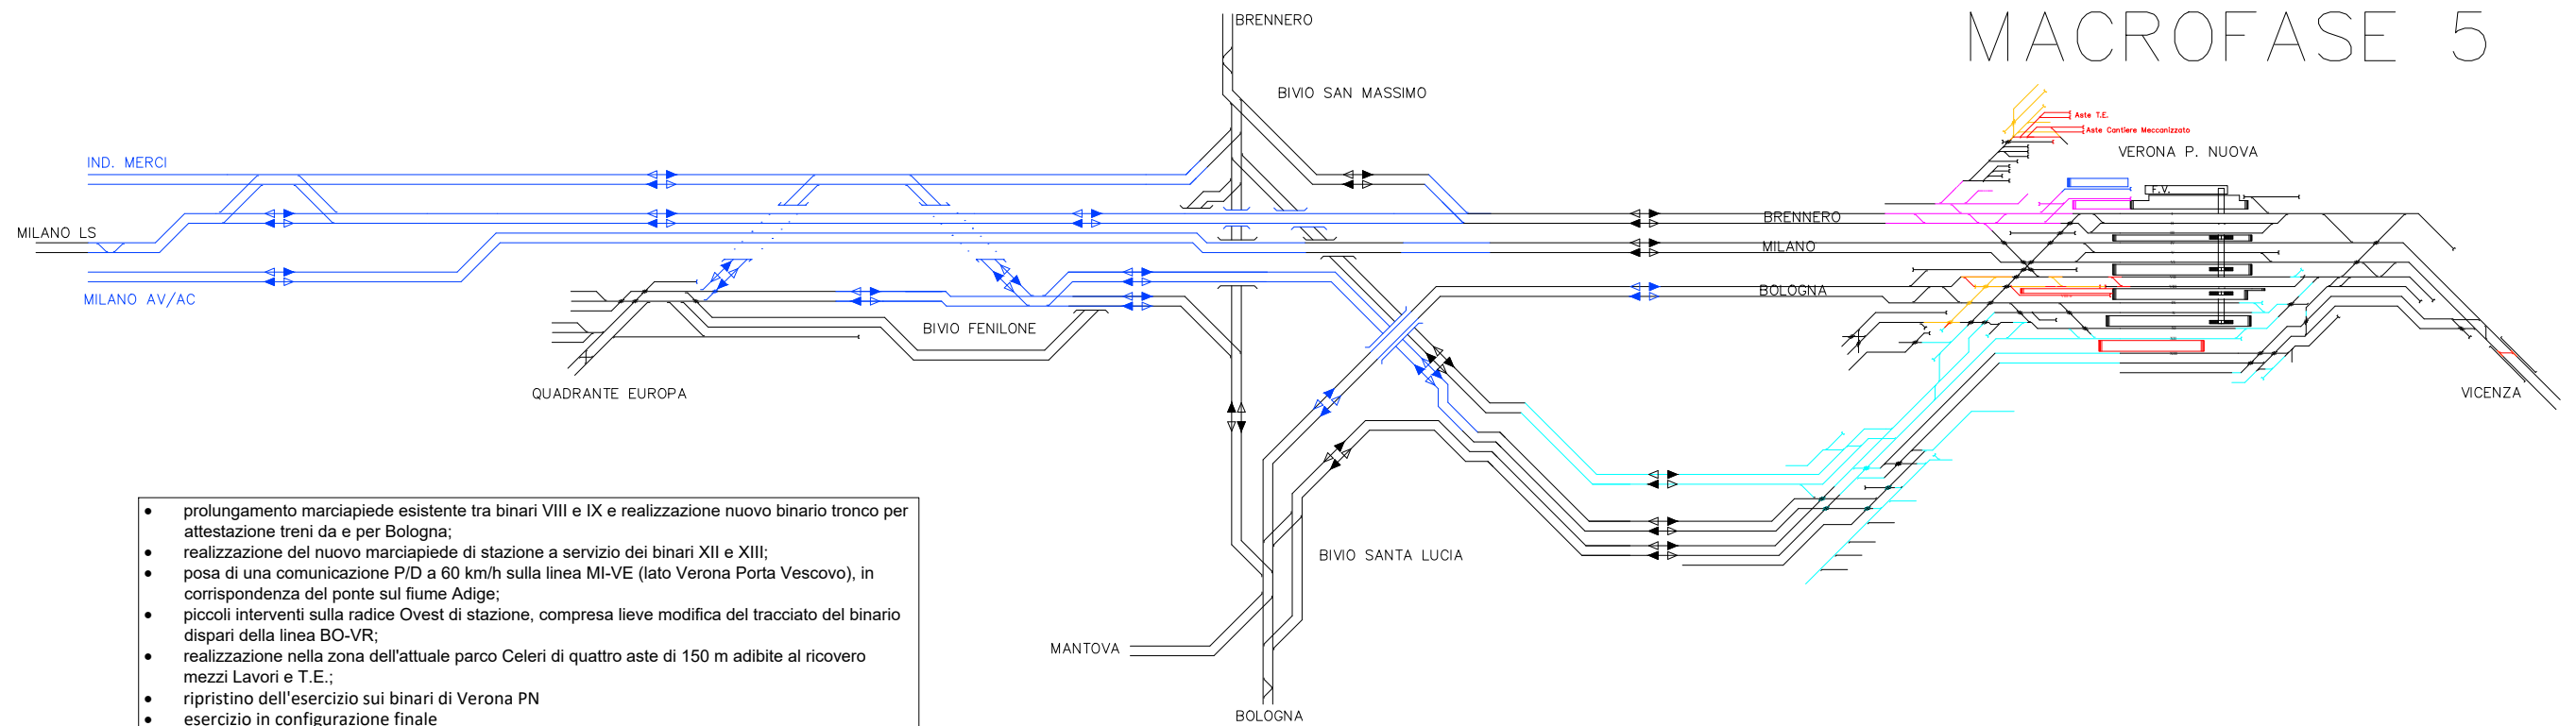 MACROFASE 5
BRENNERO
BIVIO SAN MASSIMO
Aste T.E.
Aste Cantiere Meccanizzato
VERONA P. NUOVA
IND. MERCI
F.V.
BRENNERO
MILANO LS
MILANO
MILANO AV/AC
BOLOGNA
BIVIO FENILONE
QUADRANTE EUROPA
VICENZA
• prolungamento marciapiede esistente tra binari VIII e IX e realizzazione nuovo binario tronco per
attestazione treni da e per Bologna;
• realizzazione del nuovo marciapiede di stazione a servizio dei binari XII e XIII;
• posa di una comunicazione P/D a 60 km/h sulla linea MI-VE (lato Verona Porta Vescovo), in
corrispondenza del ponte sul fiume Adige;
• piccoli interventi sulla radice Ovest di stazione, compresa lieve modifica del tracciato del binario
dispari della linea BO-VR;
• realizzazione nella zona dell'attuale parco Celeri di quattro aste di 150 m adibite al ricovero
mezzi Lavori e T.E.;
• ripristino dell'esercizio sui binari di Verona PN
• esercizio in configurazione finale
BIVIO SANTA LUCIA
MANTOVA
BOLOGNA